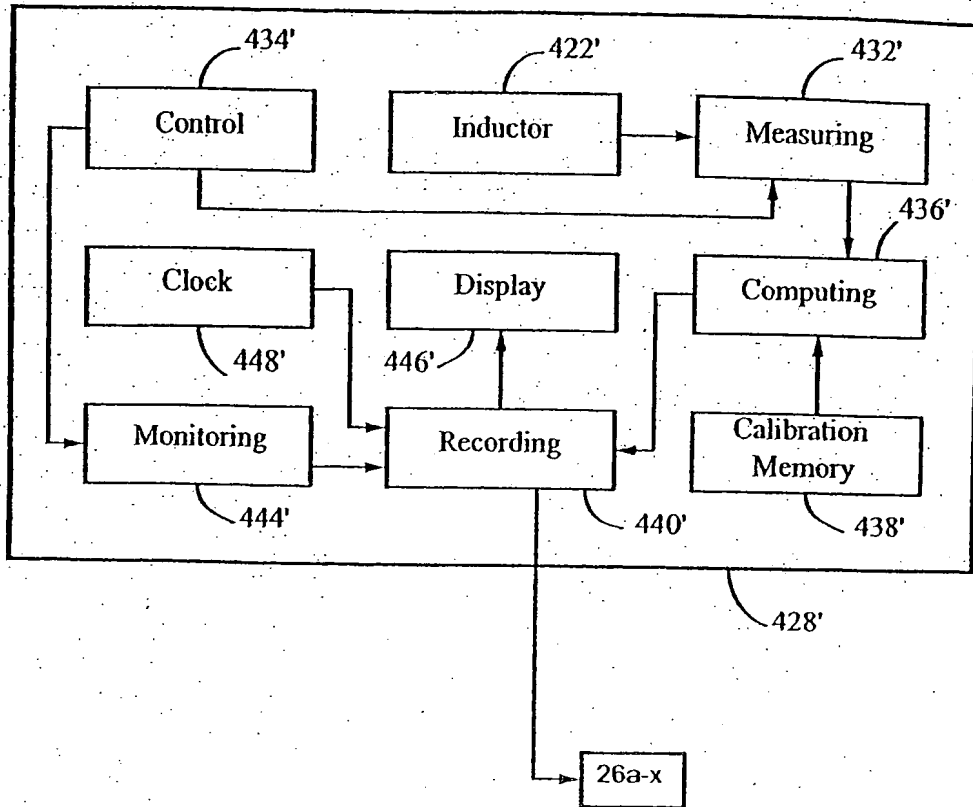 434'
422'
432'
Control
Inductor
Measuring
436'
Clock
Display
Computing
448'
446'
Monitoring
Recording
Calibration
Memory
444'
440'
438'
428'
26a-x